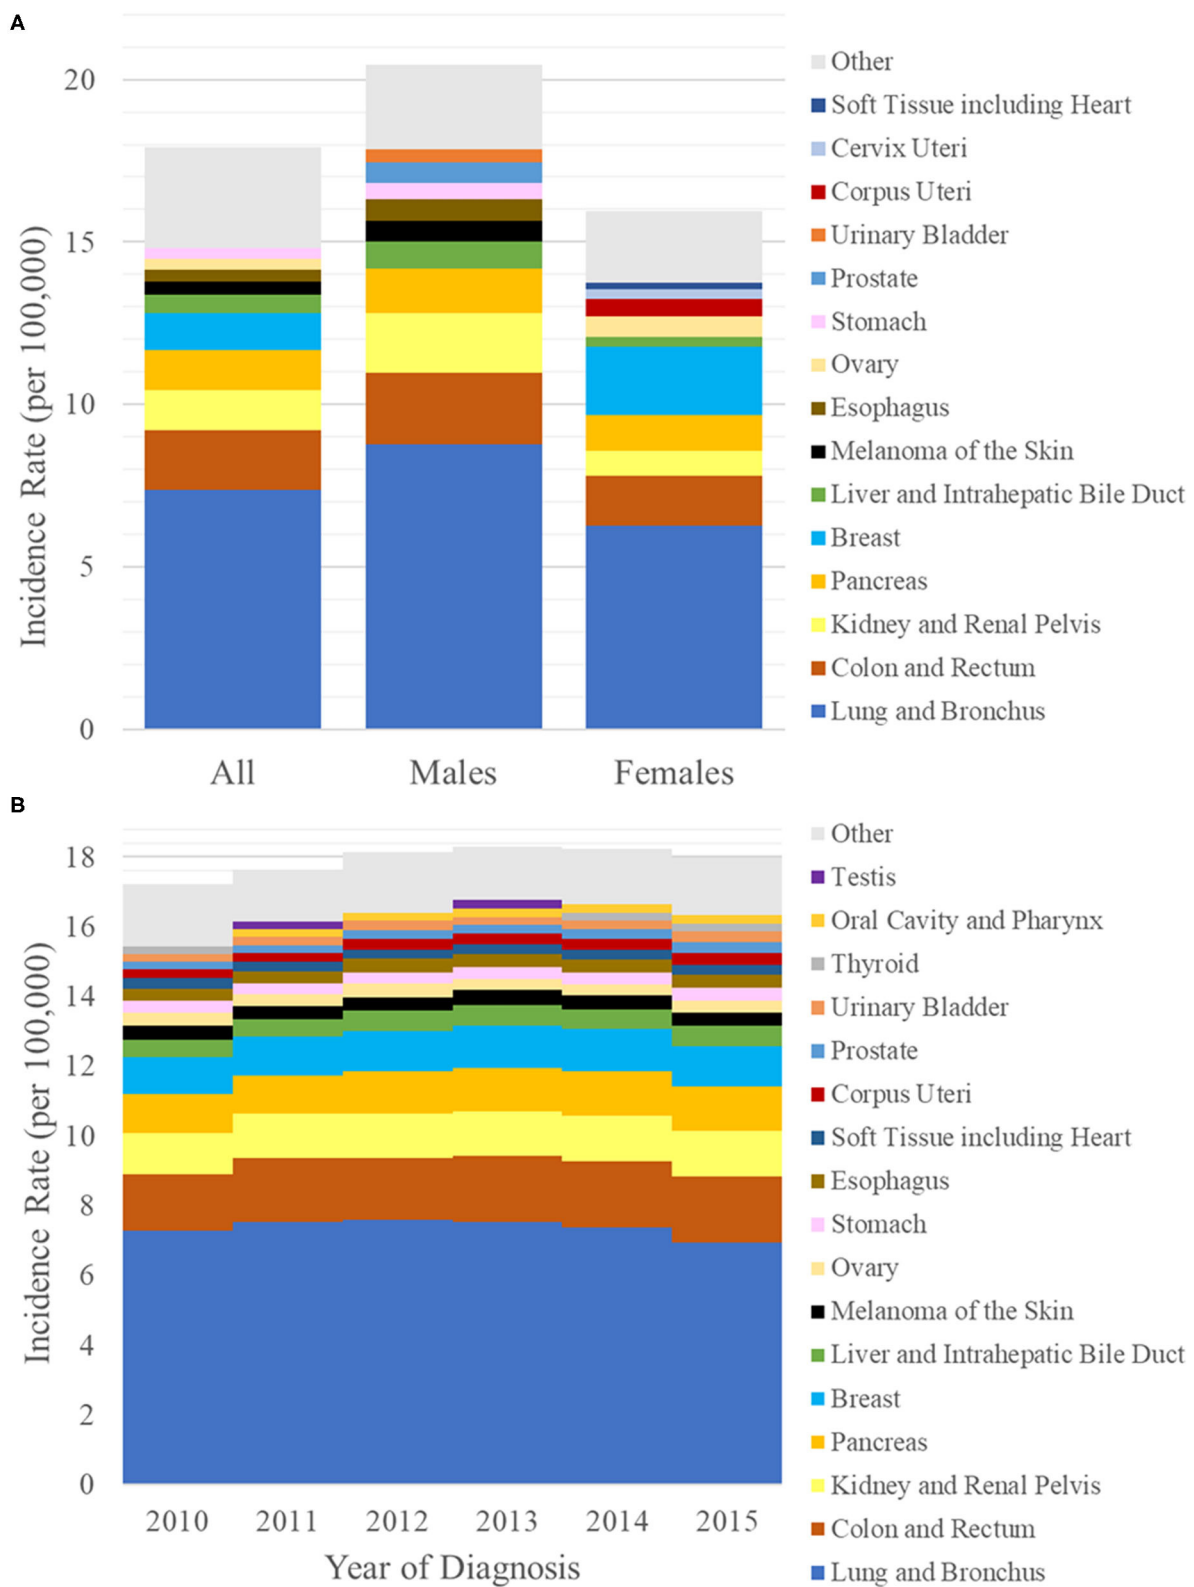 A
Incidence Rate (per 100,000)
20
15
10
5
0
All Males Females
Other
Soft Tissue including Heart
Cervix Uteri
Corpus Uteri
Urinary Bladder
Prostate
Stomach
Ovary
Esophagus
Melanoma of the Skin
Liver and Intrahepatic Bile Duct
Breast
Pancreas
Kidney and Renal Pelvis
Colon and Rectum
Lung and Bronchus
B
Incidence Rate (per 100,000)
18
16
14
12
10
8
6
4
2
0
2010 2011 2012 2013 2014 2015
Year of Diagnosis
Other
Testis
Oral Cavity and Pharynx
Thyroid
Urinary Bladder
Prostate
Corpus Uteri
Soft Tissue including Heart
Esophagus
Stomach
Ovary
Melanoma of the Skin
Liver and Intrahepatic Bile Duct
Breast
Pancreas
Kidney and Renal Pelvis
Colon and Rectum
Lung and Bronchus